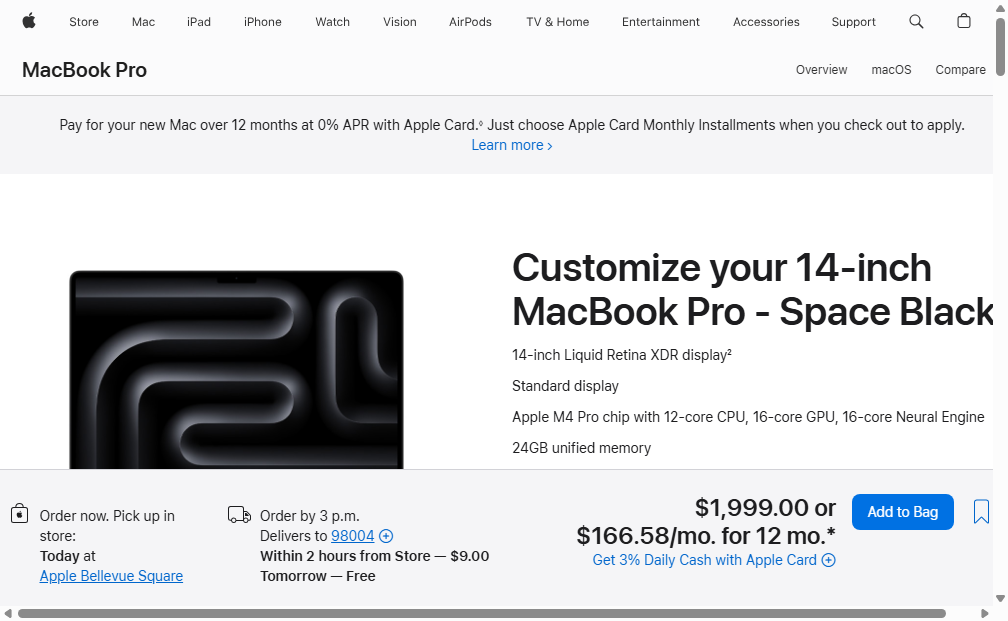 Store Mac iPad iPhone Watch Vision AirPods TV & Home Entertainment Accessories Support
MacBook Pro
Overview macOS Compare
Pay for your new Mac over 12 months at 0% APR with Apple Card.◊ Just choose Apple Card Monthly Installments when you check out to apply.
Learn more ›
Customize your 14-inch
MacBook Pro - Space Black
14-inch Liquid Retina XDR display²
Standard display
Apple M4 Pro chip with 12-core CPU, 16-core GPU, 16-core Neural Engine
24GB unified memory
Order now. Pick up in
store:
Today at
Apple Bellevue Square
Order by 3 p.m.
Delivers to 98004
Within 2 hours from Store — $9.00
Tomorrow — Free
$1,999.00 or
$166.58/mo. for 12 mo.*
Get 3% Daily Cash with Apple Card
Add to Bag